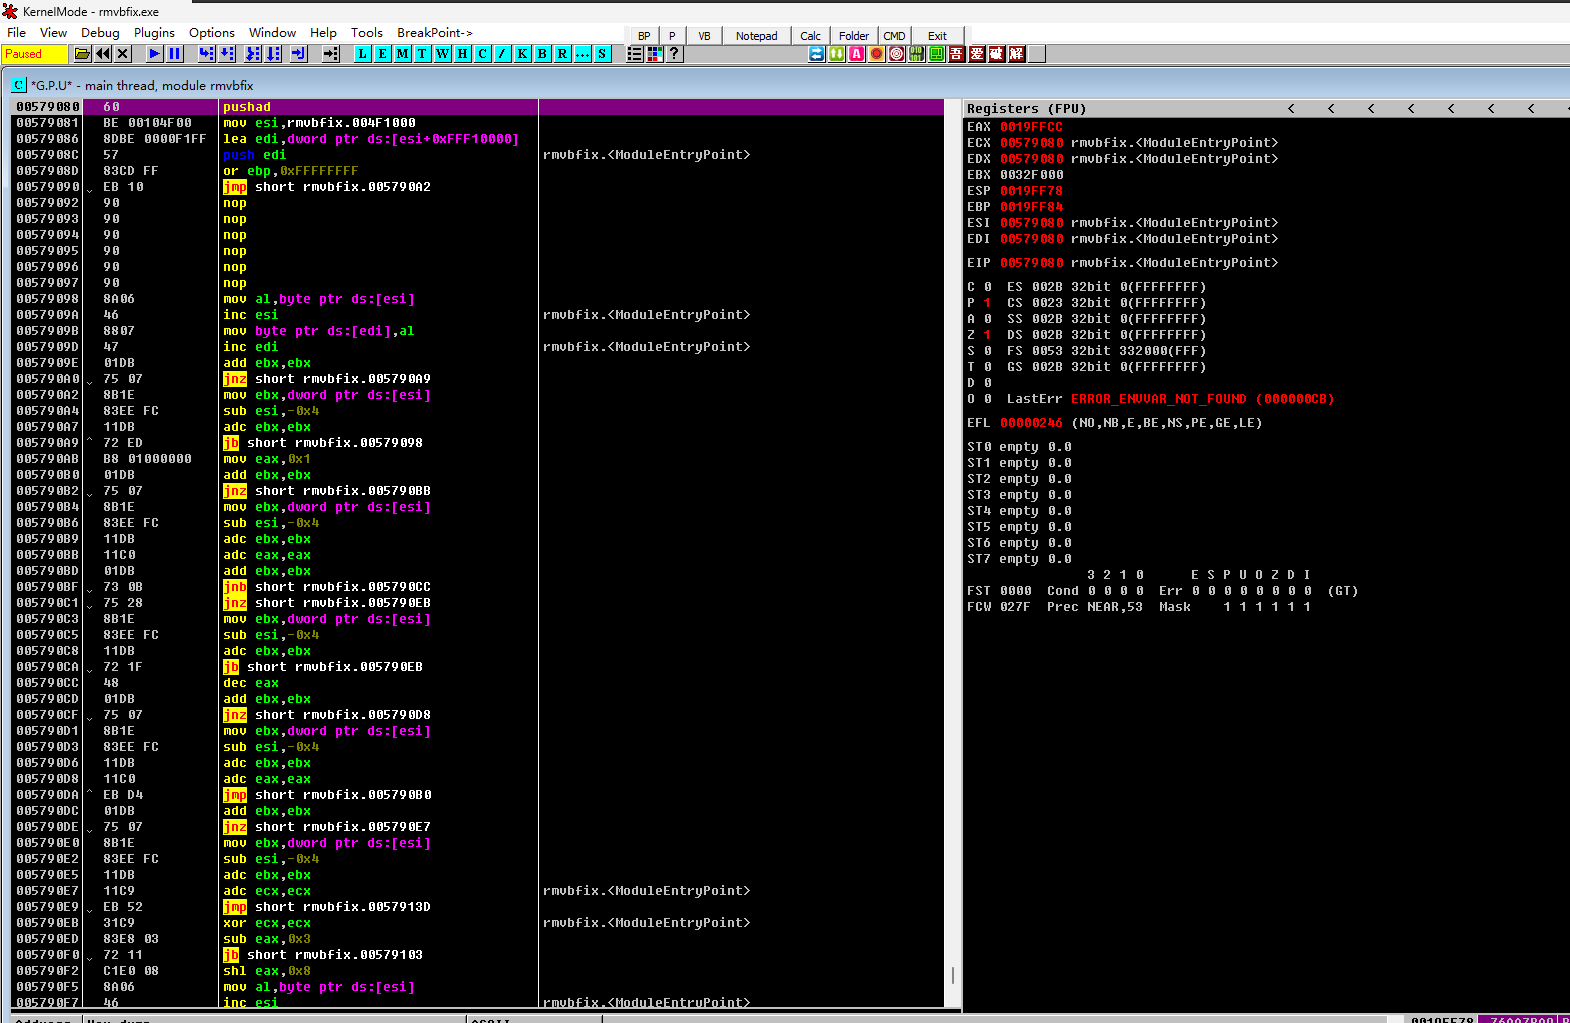 KernelMode - rmvbfix.exe
File View Debug Plugins Options Window Help Tools BreakPoint->
BP P VB Notepad Calc Folder CMD Exit
Paused
L E M T W H C / K B R ... S ?
A 吾 爱 破 解
C *G.P.U* - main thread, module rmvbfix
00579080 60 pushad
00579081 BE 00104F00 mov esi,rmvbfix.004F1000
00579086 8DBE 0000F1FF lea edi,dword ptr ds:[esi+0xFFF10000]
0057908C 57 push edi rmvbfix.<ModuleEntryPoint>
0057908D 83CD FF or ebp,0xFFFFFFFF
00579090 EB 10 jmp short rmvbfix.005790A2
00579092 90 nop
00579093 90 nop
00579094 90 nop
00579095 90 nop
00579096 90 nop
00579097 90 nop
00579098 8A06 mov al,byte ptr ds:[esi]
0057909A 46 inc esi rmvbfix.<ModuleEntryPoint>
0057909B 8807 mov byte ptr ds:[edi],al
0057909D 47 inc edi rmvbfix.<ModuleEntryPoint>
0057909E 01DB add ebx,ebx
005790A0 75 07 jnz short rmvbfix.005790A9
005790A2 8B1E mov ebx,dword ptr ds:[esi]
005790A4 83EE FC sub esi,-0x4
005790A7 11DB adc ebx,ebx
005790A9 ^ 72 ED jb short rmvbfix.00579098
005790AB B8 01000000 mov eax,0x1
005790B0 01DB add ebx,ebx
005790B2 75 07 jnz short rmvbfix.005790BB
005790B4 8B1E mov ebx,dword ptr ds:[esi]
005790B6 83EE FC sub esi,-0x4
005790B9 11DB adc ebx,ebx
005790BB 11C0 adc eax,eax
005790BD 01DB add ebx,ebx
005790BF 73 0B jnb short rmvbfix.005790CC
005790C1 75 28 jnz short rmvbfix.005790EB
005790C3 8B1E mov ebx,dword ptr ds:[esi]
005790C5 83EE FC sub esi,-0x4
005790C8 11DB adc ebx,ebx
005790CA 72 1F jb short rmvbfix.005790EB
005790CC 48 dec eax
005790CD 01DB add ebx,ebx
005790CF 75 07 jnz short rmvbfix.005790D8
005790D1 8B1E mov ebx,dword ptr ds:[esi]
005790D3 83EE FC sub esi,-0x4
005790D6 11DB adc ebx,ebx
005790D8 11C0 adc eax,eax
005790DA ^ EB D4 jmp short rmvbfix.005790B0
005790DC 01DB add ebx,ebx
005790DE 75 07 jnz short rmvbfix.005790E7
005790E0 8B1E mov ebx,dword ptr ds:[esi]
005790E2 83EE FC sub esi,-0x4
005790E5 11DB adc ebx,ebx
005790E7 11C9 adc ecx,ecx rmvbfix.<ModuleEntryPoint>
005790E9 EB 52 jmp short rmvbfix.0057913D
005790EB 31C9 xor ecx,ecx rmvbfix.<ModuleEntryPoint>
005790ED 83E8 03 sub eax,0x3
005790F0 72 11 jb short rmvbfix.00579103
005790F2 C1E0 08 shl eax,0x8
005790F5 8A06 mov al,byte ptr ds:[esi]
005790F7 46 inc esi rmvbfix.<ModuleEntryPoint>
Registers (FPU) < < < < < < <
EAX 0019FFCC
ECX 00579080 rmvbfix.<ModuleEntryPoint>
EDX 00579080 rmvbfix.<ModuleEntryPoint>
EBX 0032F000
ESP 0019FF78
EBP 0019FF84
ESI 00579080 rmvbfix.<ModuleEntryPoint>
EDI 00579080 rmvbfix.<ModuleEntryPoint>
EIP 00579080 rmvbfix.<ModuleEntryPoint>
C 0 ES 002B 32bit 0(FFFFFFFF)
P 1 CS 0023 32bit 0(FFFFFFFF)
A 0 SS 002B 32bit 0(FFFFFFFF)
Z 1 DS 002B 32bit 0(FFFFFFFF)
S 0 FS 0053 32bit 332000(FFF)
T 0 GS 002B 32bit 0(FFFFFFFF)
D 0
O 0 LastErr ERROR_ENVVAR_NOT_FOUND (000000CB)
EFL 00000246 (NO,NB,E,BE,NS,PE,GE,LE)
ST0 empty 0.0
ST1 empty 0.0
ST2 empty 0.0
ST3 empty 0.0
ST4 empty 0.0
ST5 empty 0.0
ST6 empty 0.0
ST7 empty 0.0
3 2 1 0 E S P U O Z D I
FST 0000 Cond 0 0 0 0 Err 0 0 0 0 0 0 0 0 (GT)
FCW 027F Prec NEAR,53 Mask 1 1 1 1 1 1
Address Hex dump ASCII
0019FF78